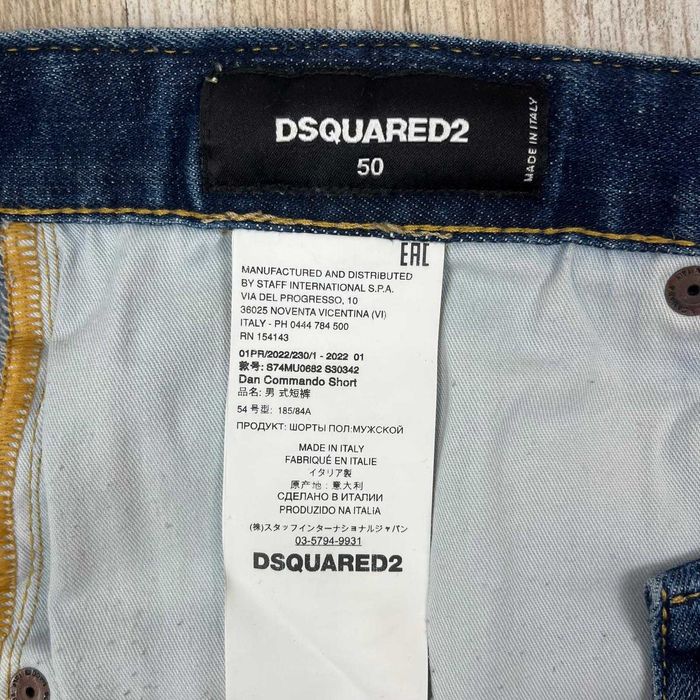 DSQUARED2
50
MADE IN ITALY
EAC
MANUFACTURED AND DISTRIBUTED
BY STAFF INTERNATIONAL S.P.A.
VIA DEL PROGRESSO, 10
36025 NOVENTA VICENTINA (VI)
ITALY - PH 0444 784 500
RN 154143
01PR/2022/230/1 - 2022 01
款号: S74MU0682 S30342
Dan Commando Short
品名: 男 式短裤
54 号型: 185/84A
ПРОДУКТ: ШОРТЫ ПОЛ:МУЖСКОЙ
MADE IN ITALY
FABRIQUÉ EN ITALIE
イタリア製
原产地: 意大利
СДЕЛАНО В ИТАЛИИ
PRODUZIDO NA ITALIA
(株)スタッフインターナショナルジャパン
03-5794-9931
DSQUARED2